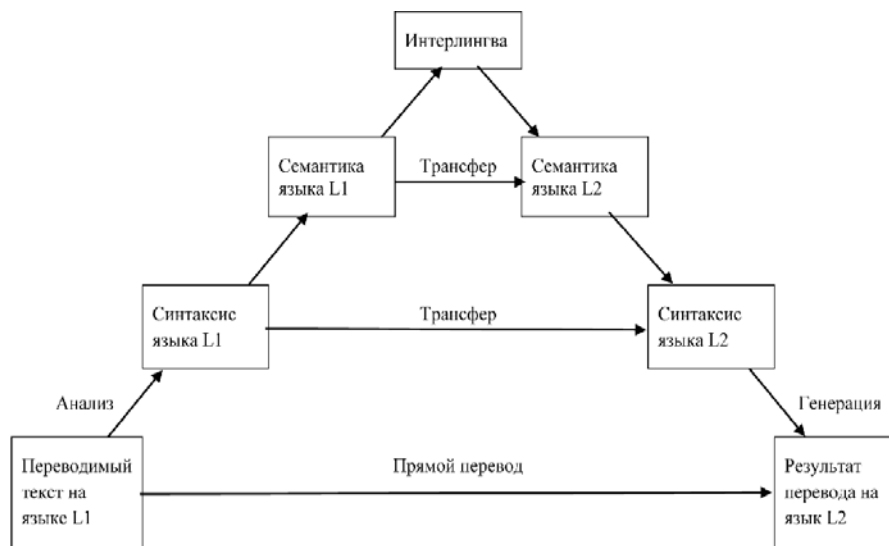 Интерлингва
Семантика
языка L1
Трансфер
Семантика
языка L2
Синтаксис
языка L1
Трансфер
Синтаксис
языка L2
Анализ
Генерация
Переводимый
текст на
языке L1
Прямой перевод
Результат
перевода на
язык L2